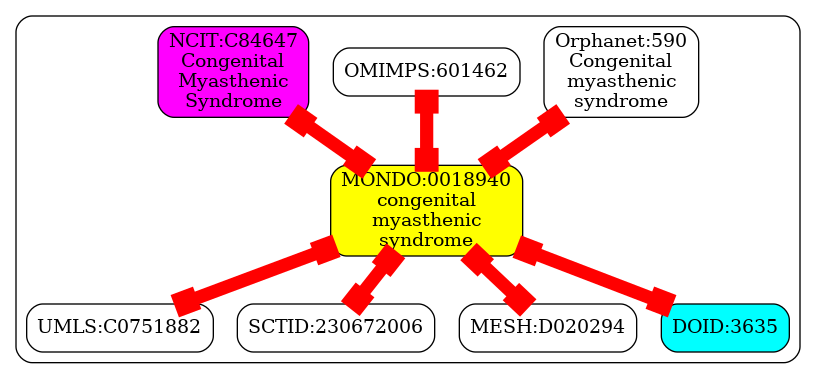 NCIT:C84647
Congenital
Myasthenic
Syndrome
OMIMPS:601462
Orphanet:590
Congenital
myasthenic
syndrome
MONDO:0018940
congenital
myasthenic
syndrome
UMLS:C0751882
SCTID:230672006
MESH:D020294
DOID:3635